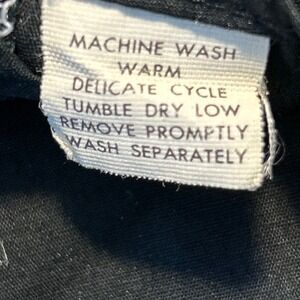 MACHINE WASH
WARM
DELICATE CYCLE
TUMBLE DRY LOW
REMOVE PROMPTLY
WASH SEPARATELY